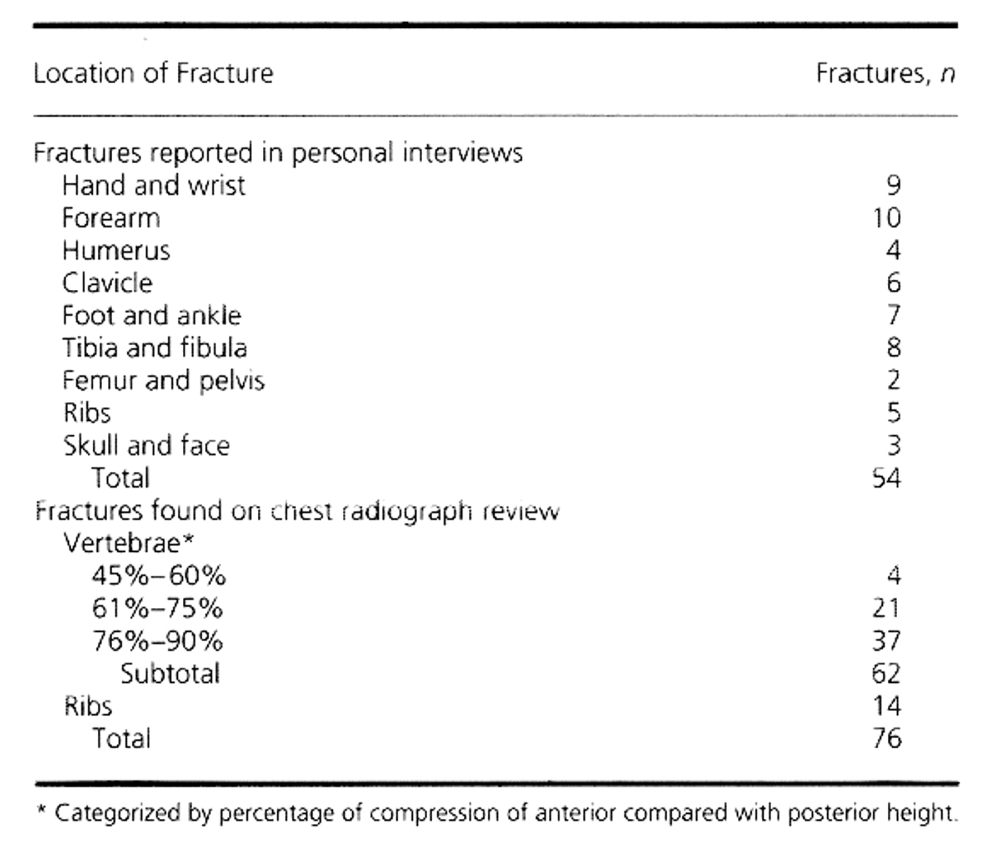 Location of Fracture Fractures, n
Fractures reported in personal interviews
Hand and wrist 9
Forearm 10
Humerus 4
Clavicle 6
Foot and ankle 7
Tibia and fibula 8
Femur and pelvis 2
Ribs 5
Skull and face 3
Total 54
Fractures found on chest radiograph review
Vertebrae*
45%–60% 4
61%–75% 21
76%–90% 37
Subtotal 62
Ribs 14
Total 76
* Categorized by percentage of compression of anterior compared with posterior height.